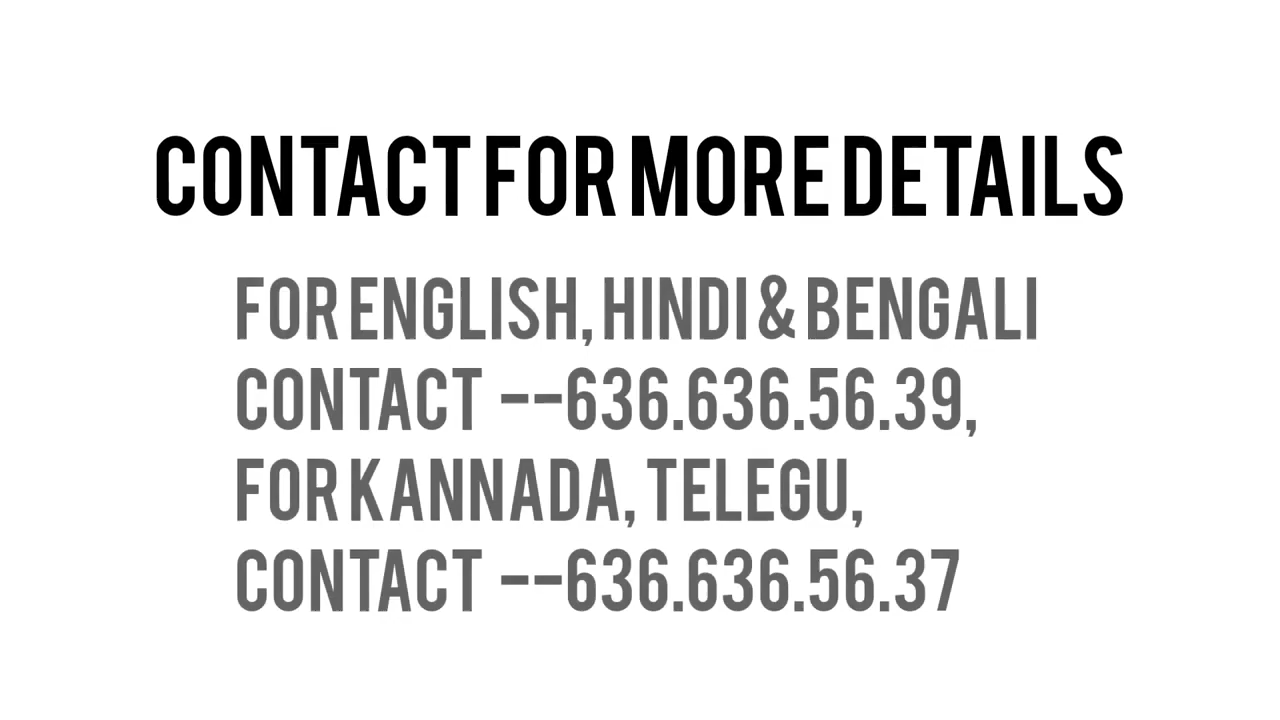 CONTACT FOR MORE DETAILS
FOR ENGLISH, HINDI & BENGALI
CONTACT --636.636.56.39,
FOR KANNADA, TELEGU,
CONTACT --636.636.56.37